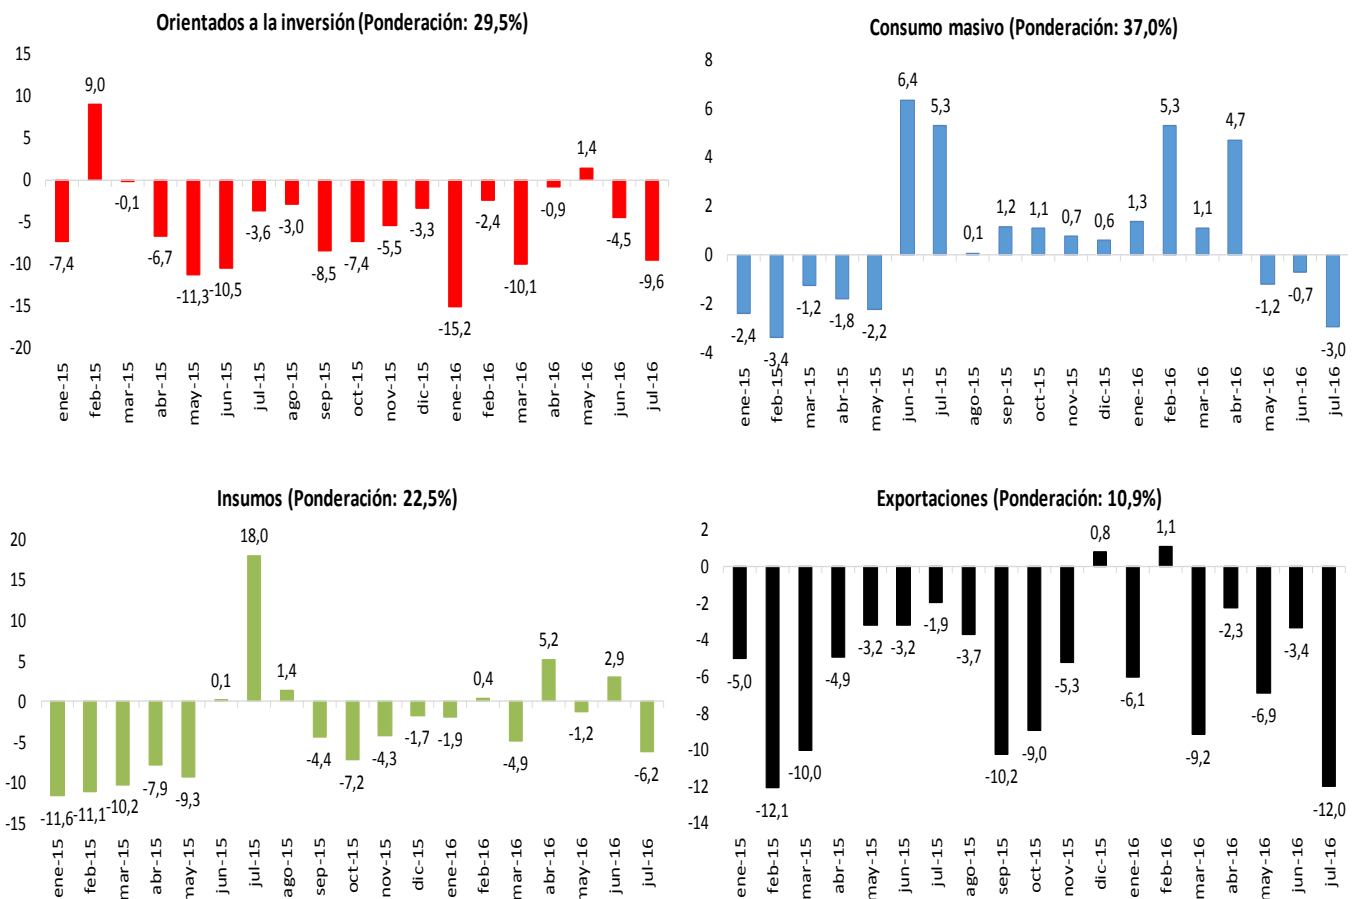 Orientados a la inversión (Ponderación: 29,5%)
15
10
5
0
-5
-10
-15
-20
-7,4
9,0
-0,1
-6,7
-11,3
-10,5
-3,6
-3,0
-8,5
-7,4
-5,5
-3,3
-15,2
-2,4
-10,1
-0,9
1,4
-4,5
-9,6
ene-15
feb-15
mar-15
abr-15
may-15
jun-15
jul-15
ago-15
sep-15
oct-15
nov-15
dic-15
ene-16
feb-16
mar-16
abr-16
may-16
jun-16
jul-16
Consumo masivo (Ponderación: 37,0%)
8
6
4
2
0
-2
-4
-2,4
-3,4
-1,2
-1,8
-2,2
6,4
5,3
0,1
1,2
1,1
0,7
0,6
1,3
5,3
1,1
4,7
-1,2
-0,7
-3,0
ene-15
feb-15
mar-15
abr-15
may-15
jun-15
jul-15
ago-15
sep-15
oct-15
nov-15
dic-15
ene-16
feb-16
mar-16
abr-16
may-16
jun-16
jul-16
Insumos (Ponderación: 22,5%)
20
15
10
5
0
-5
-10
-15
-11,6
-11,1
-10,2
-7,9
-9,3
0,1
18,0
1,4
-4,4
-7,2
-4,3
-1,7
-1,9
0,4
-4,9
5,2
-1,2
2,9
-6,2
ene-15
feb-15
mar-15
abr-15
may-15
jun-15
jul-15
ago-15
sep-15
oct-15
nov-15
dic-15
ene-16
feb-16
mar-16
abr-16
may-16
jun-16
jul-16
Exportaciones (Ponderación: 10,9%)
2
0
-2
-4
-6
-8
-10
-12
-14
-5,0
-12,1
-10,0
-4,9
-3,2
-3,2
-1,9
-3,7
-10,2
-9,0
-5,3
0,8
-6,1
1,1
-9,2
-2,3
-6,9
-3,4
-12,0
ene-15
feb-15
mar-15
abr-15
may-15
jun-15
jul-15
ago-15
sep-15
oct-15
nov-15
dic-15
ene-16
feb-16
mar-16
abr-16
may-16
jun-16
jul-16